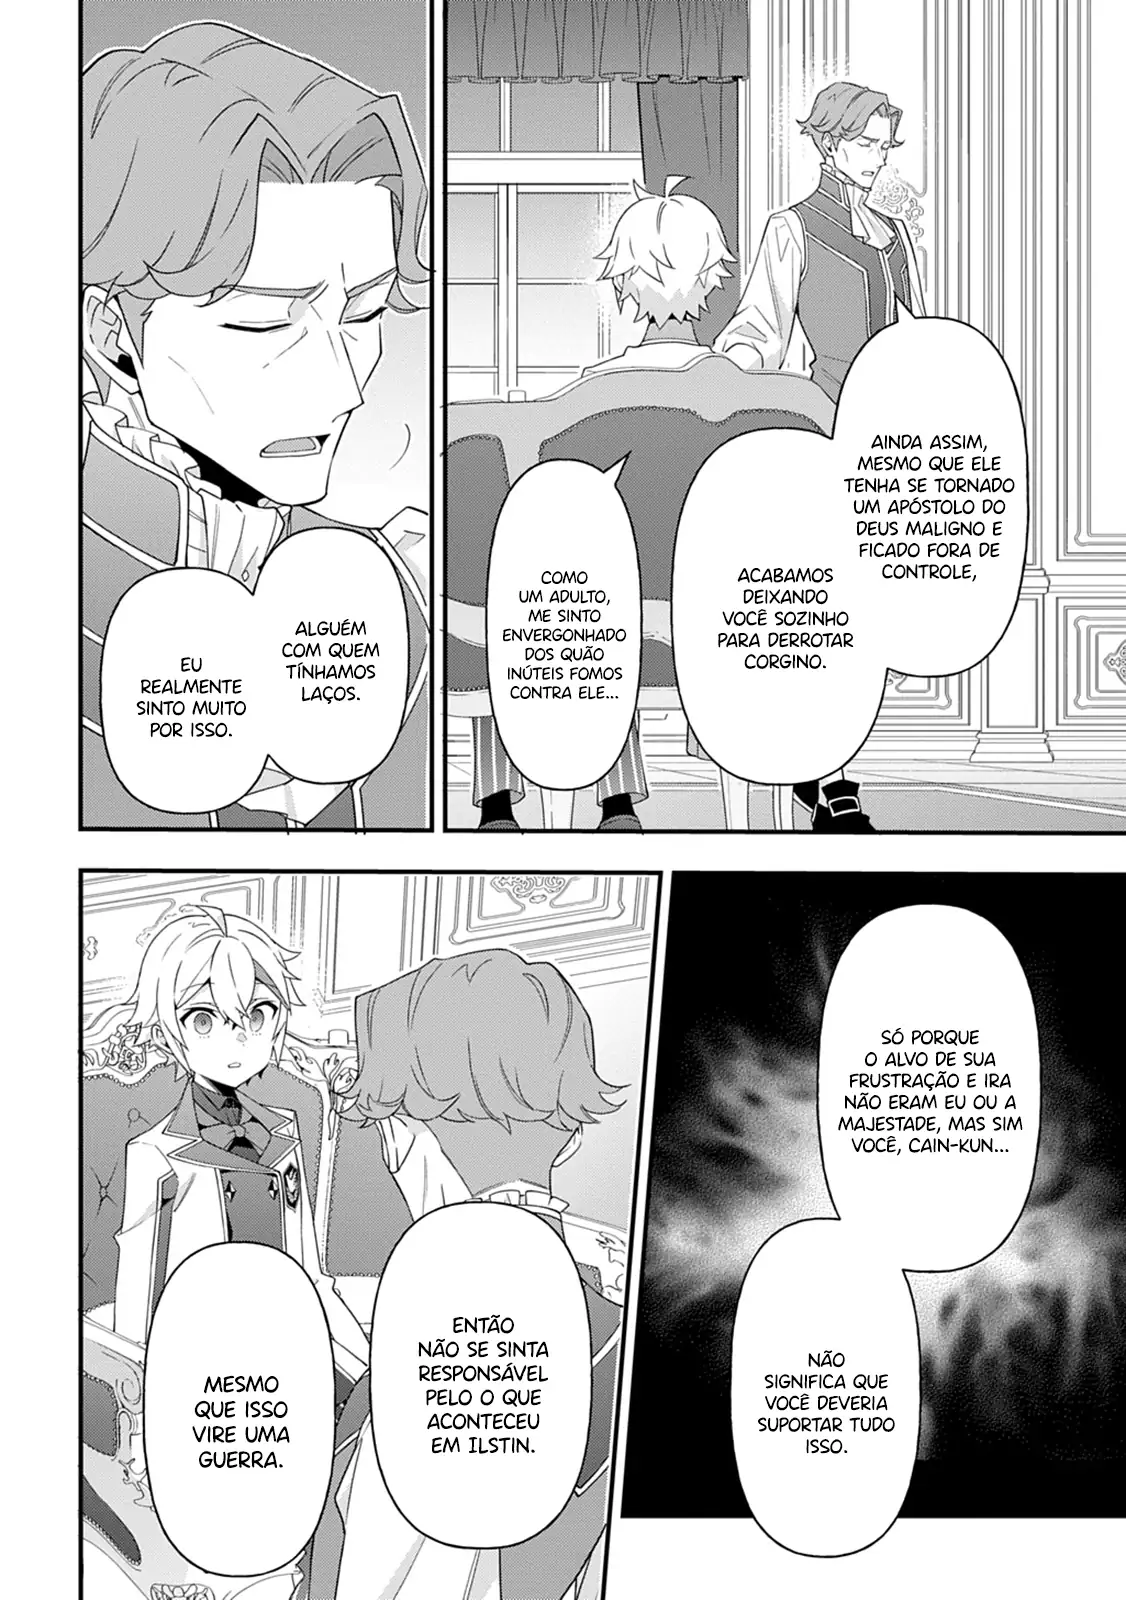 AINDA ASSIM,
MESMO QUE ELE
TENHA SE TORNADO
UM APÓSTOLO DO
DEUS MALIGNO E
FICADO FORA DE
CONTROLE,
ACABAMOS
DEIXANDO
VOCÊ SOZINHO
PARA DERROTAR
CORGINO.
COMO
UM ADULTO,
ME SINTO
ENVERGONHADO
DOS QUÃO
INÚTEIS FOMOS
CONTRA ELE...
ALGUÉM
COM QUEM
TÍNHAMOS
LAÇOS.
EU
REALMENTE
SINTO MUITO
POR ISSO.
SÓ PORQUE
O ALVO DE SUA
FRUSTRAÇÃO E IRA
NÃO ERAM EU OU A
MAJESTADE, MAS SIM
VOCÊ, CAIN-KUN...
NÃO
SIGNIFICA QUE
VOCÊ DEVERIA
SUPORTAR TUDO
ISSO.
ENTÃO
NÃO SE SINTA
RESPONSÁVEL
PELO O QUE
ACONTECEU
EM ILSTIN.
MESMO
QUE ISSO
VIRE UMA
GUERRA.